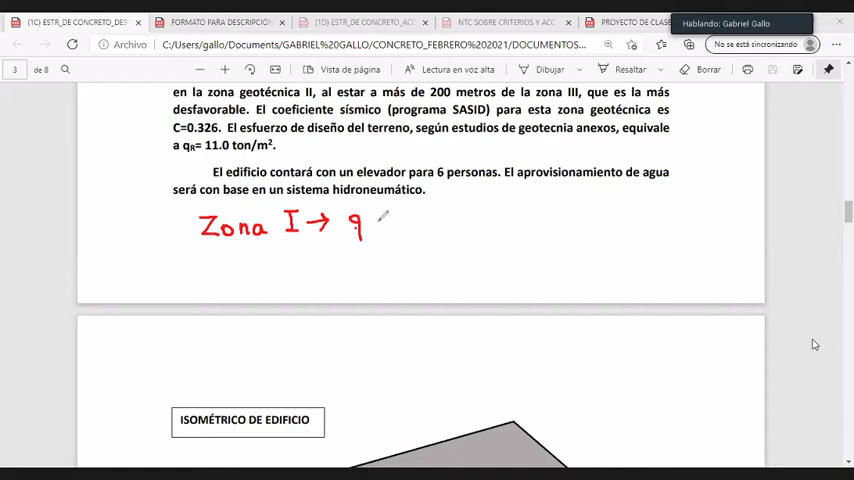 Hablando: Gabriel Gallo
(1C) ESTR_DE CONCRETO_DES
FORMATO PARA DESCRIPCIÓN
(1D) ESTR_DE CONCRETO_ACC
NTC SOBRE CRITERIOS Y ACC
PROYECTO DE CLASE
Archivo
C:/Users/gallo/Documents/GABRIEL%20GALLO/CONCRETO_FEBRERO%202021/DOCUMENTOS...
No se está sincronizando
3 de 8
Vista de página
Lectura en voz alta
Dibujar
Resaltar
Borrar
en la zona geotécnica II, al estar a más de 200 metros de la zona III, que es la más
desfavorable. El coeficiente sísmico (programa SASID) para esta zona geotécnica es
C=0.326. El esfuerzo de diseño del terreno, según estudios de geotecnia anexos, equivale
a qR= 11.0 ton/m².
El edificio contará con un elevador para 6 personas. El aprovisionamiento de agua
será con base en un sistema hidroneumático.
Zona I → q
ISOMÉTRICO DE EDIFICIO